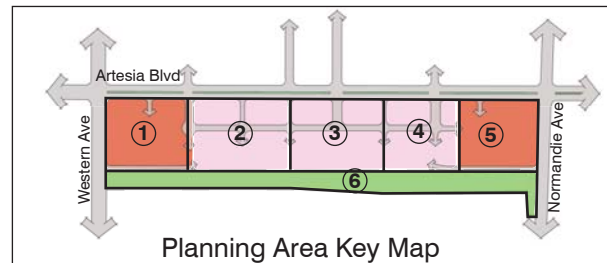 Artesia Blvd
Western Ave
Normandie Ave
①
②
③
④
⑤
⑥
Planning Area Key Map